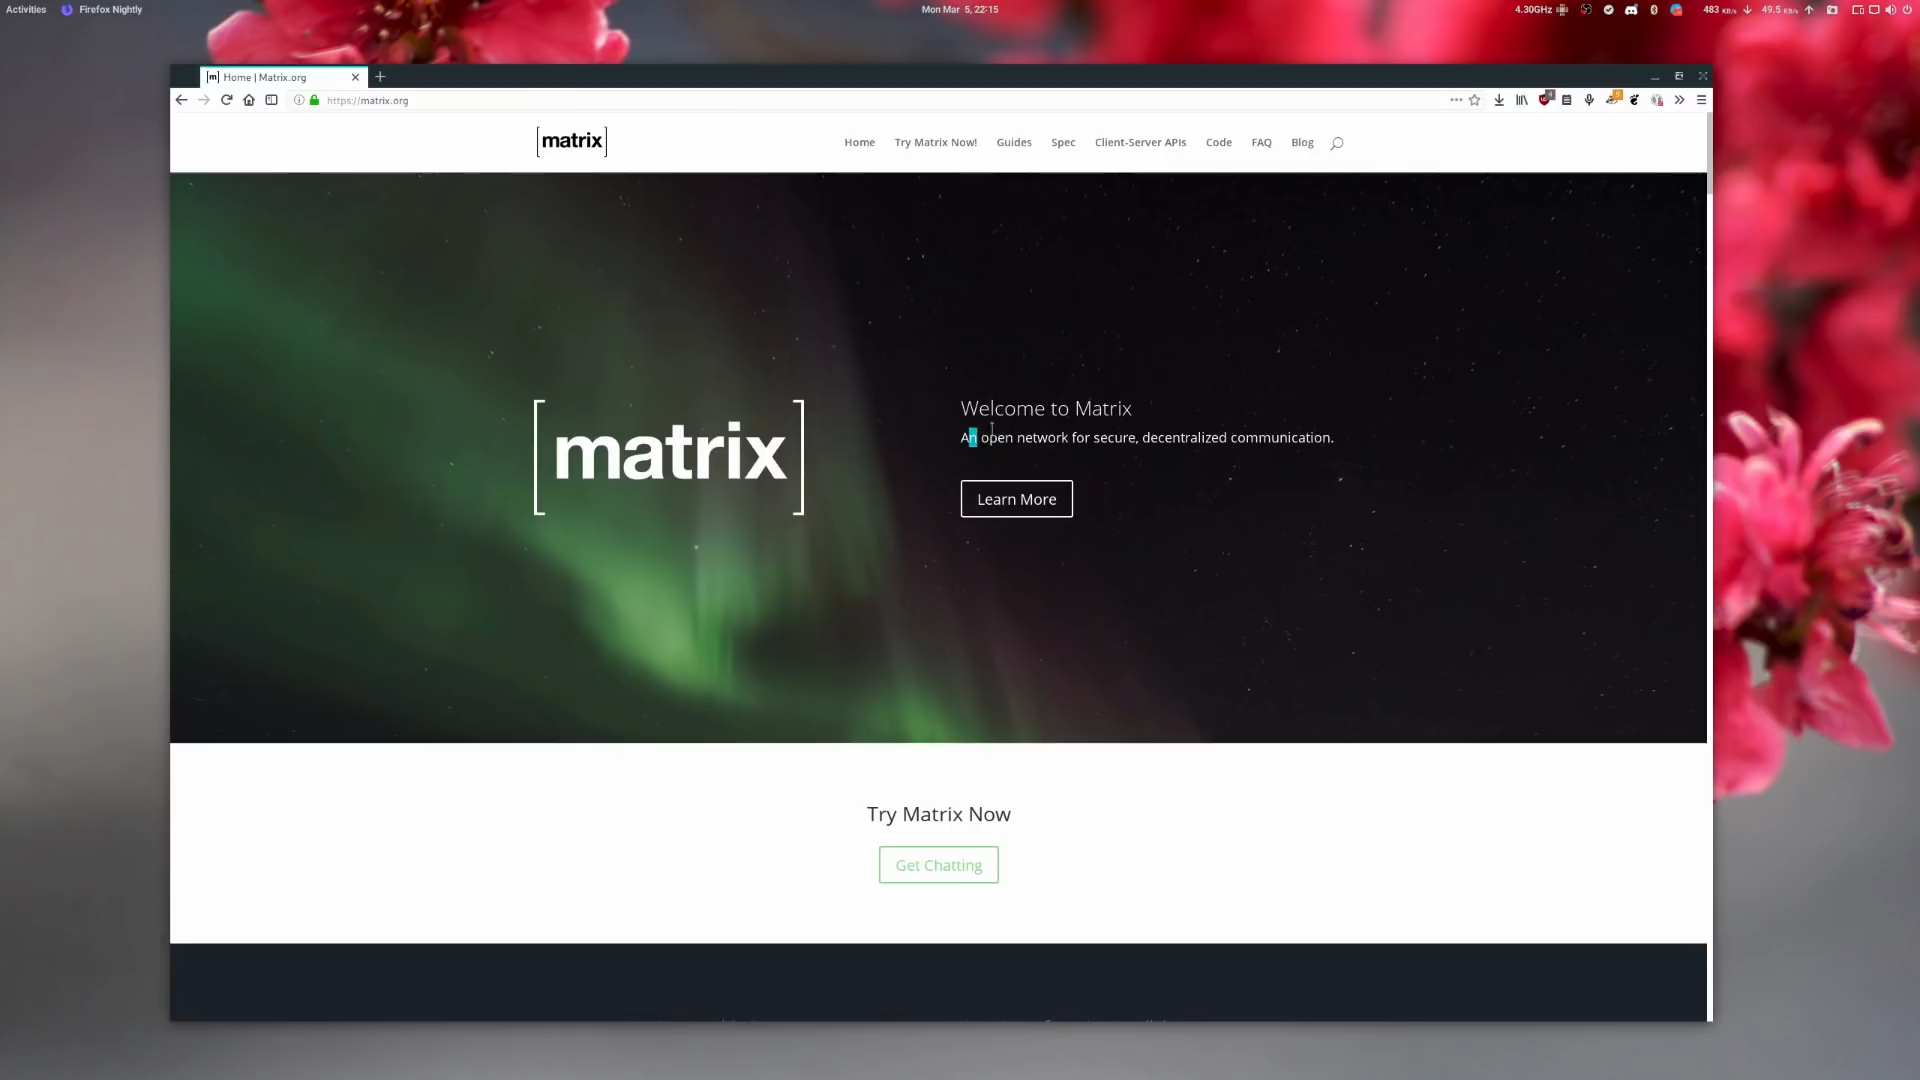 Activities Firefox Nightly Mon Mar 5, 22:15 4.30GHz 483 KB/s 49.5 KB/s
[m] Home | Matrix.org
https://matrix.org
[matrix] Home Try Matrix Now! Guides Spec Client-Server APIs Code FAQ Blog
[matrix]
Welcome to Matrix
An open network for secure, decentralized communication.
Learn More
Try Matrix Now
Get Chatting